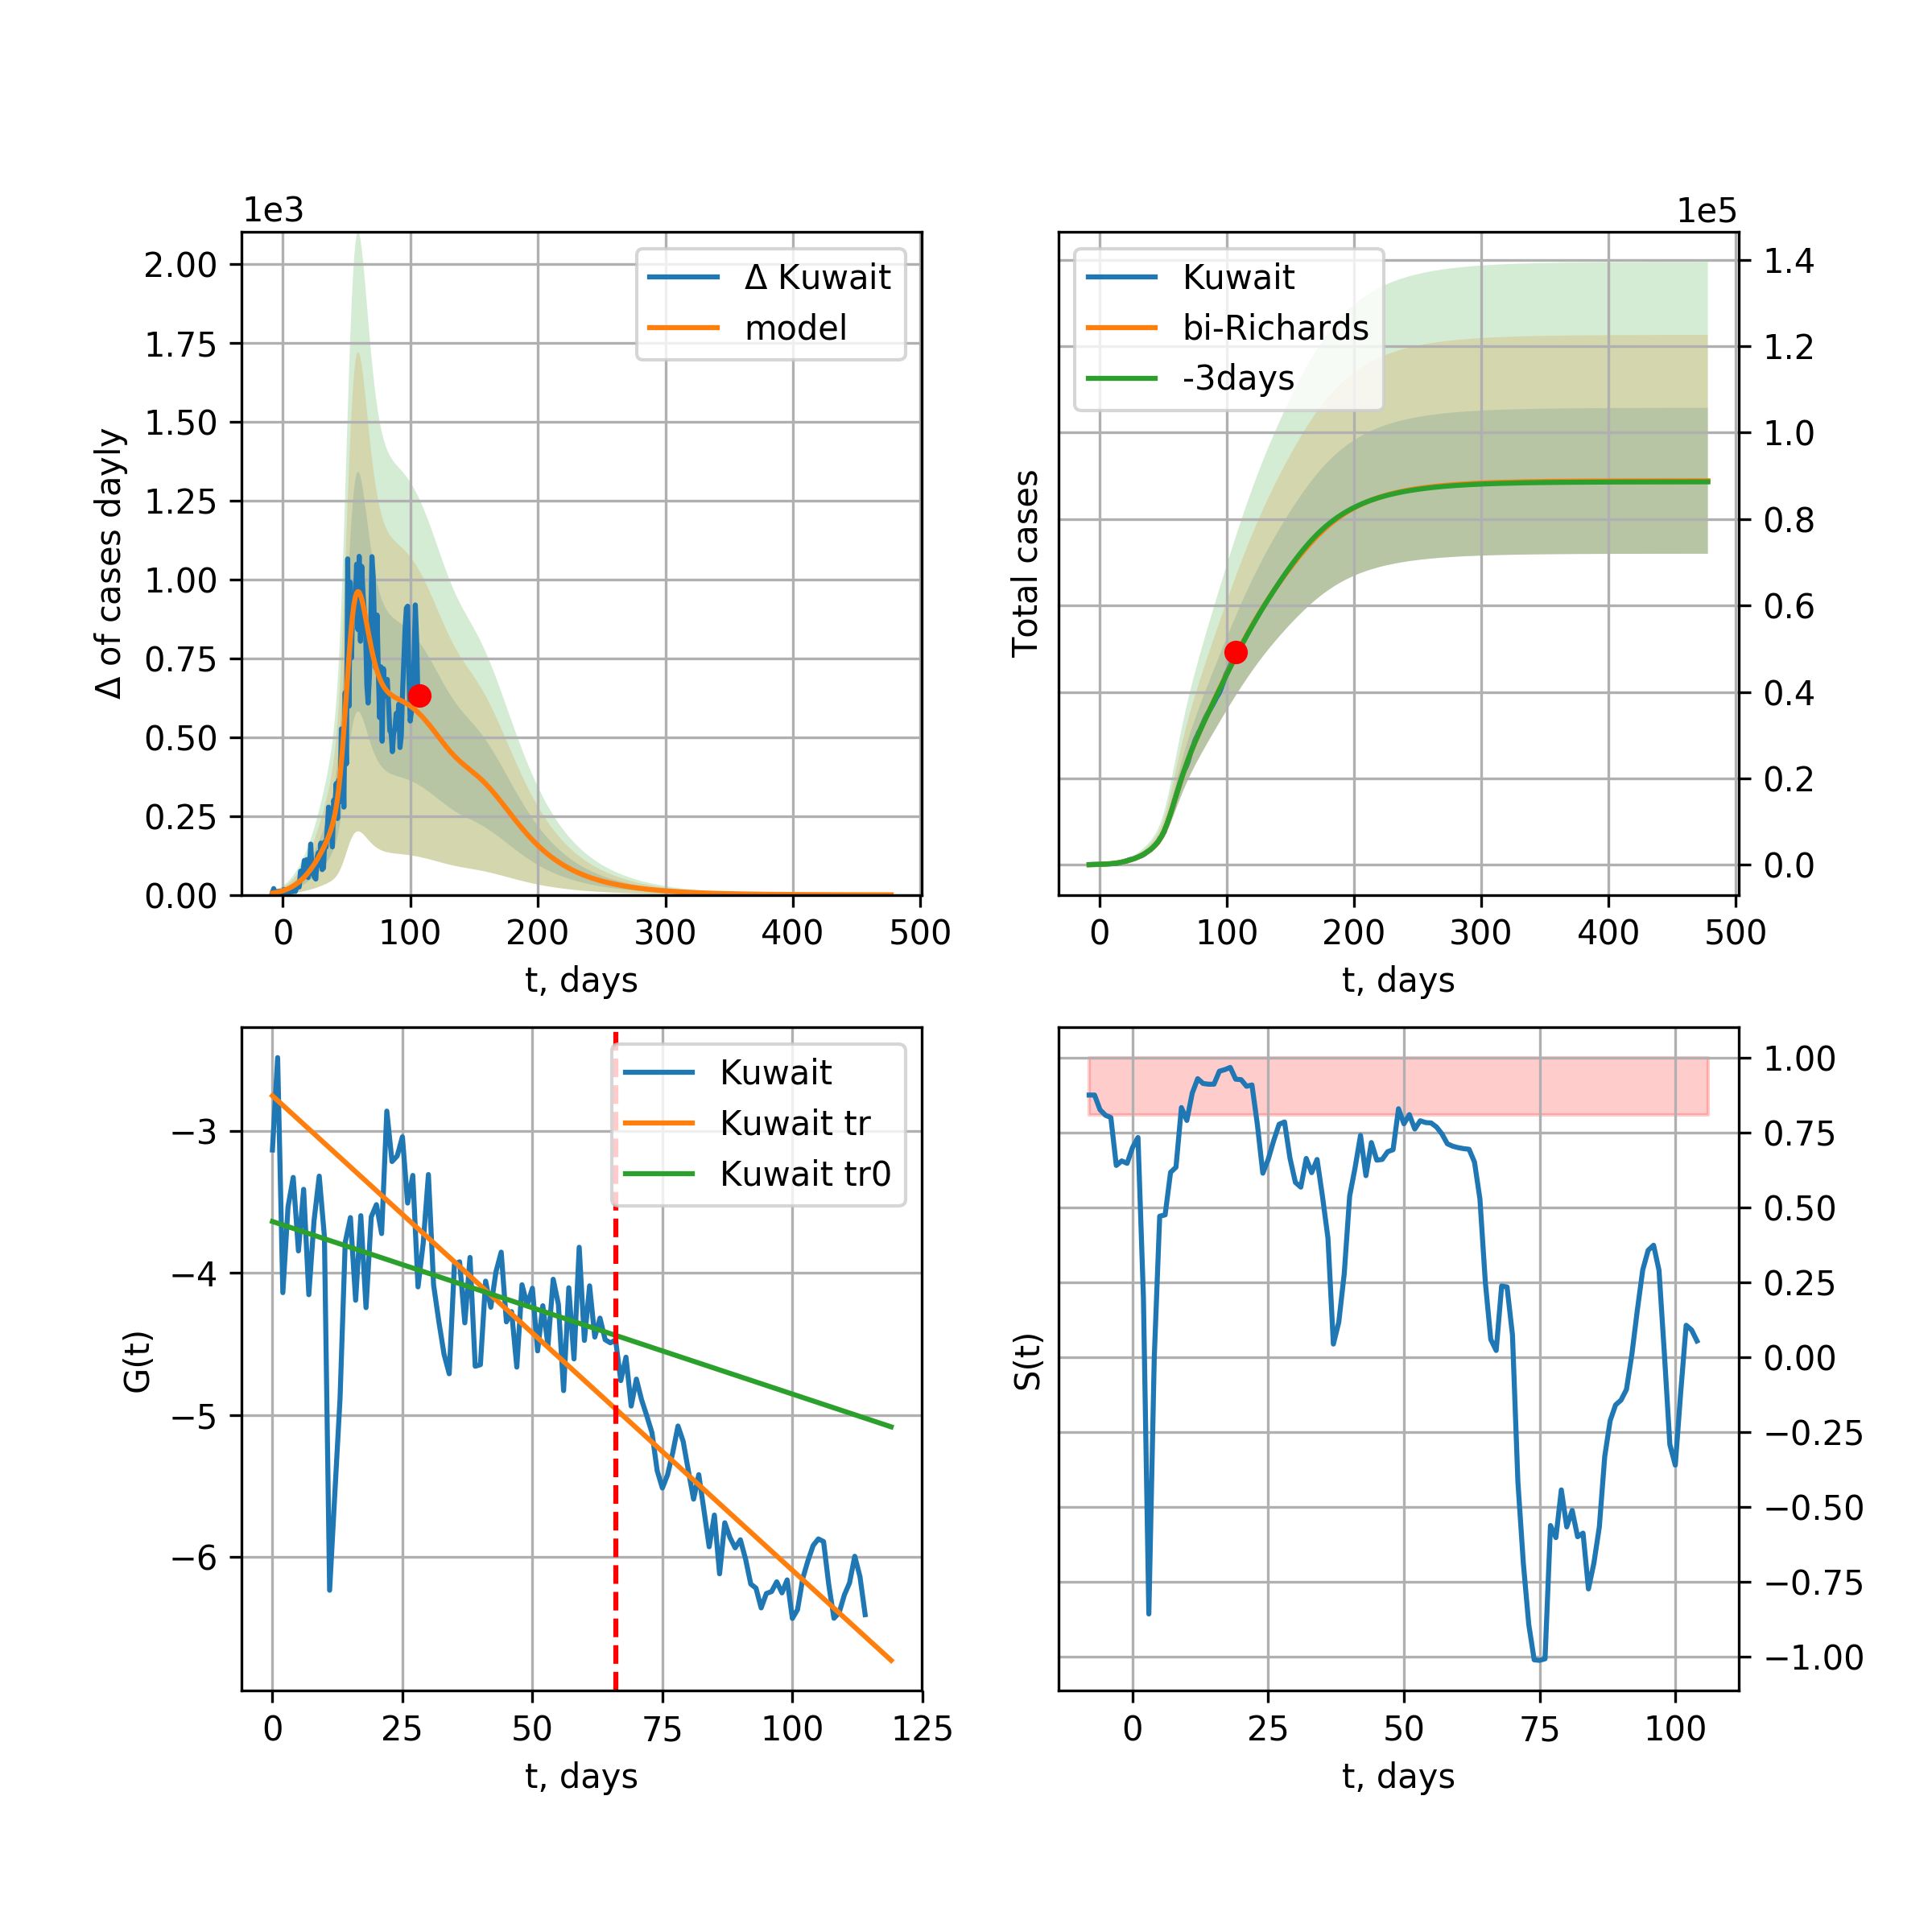 1e3
Δ of cases dayly
2.00
1.75
1.50
1.25
1.00
0.75
0.50
0.25
0.00
Δ Kuwait
model
0 100 200 300 400 500
t, days
1e5
Total cases
Kuwait
bi-Richards
-3days
1.4
1.2
1.0
0.8
0.6
0.4
0.2
0.0
0 100 200 300 400 500
t, days
G(t)
−3
−4
−5
−6
Kuwait
Kuwait tr
Kuwait tr0
0 25 50 75 100 125
t, days
S(t)
1.00
0.75
0.50
0.25
0.00
−0.25
−0.50
−0.75
−1.00
0 25 50 75 100
t, days